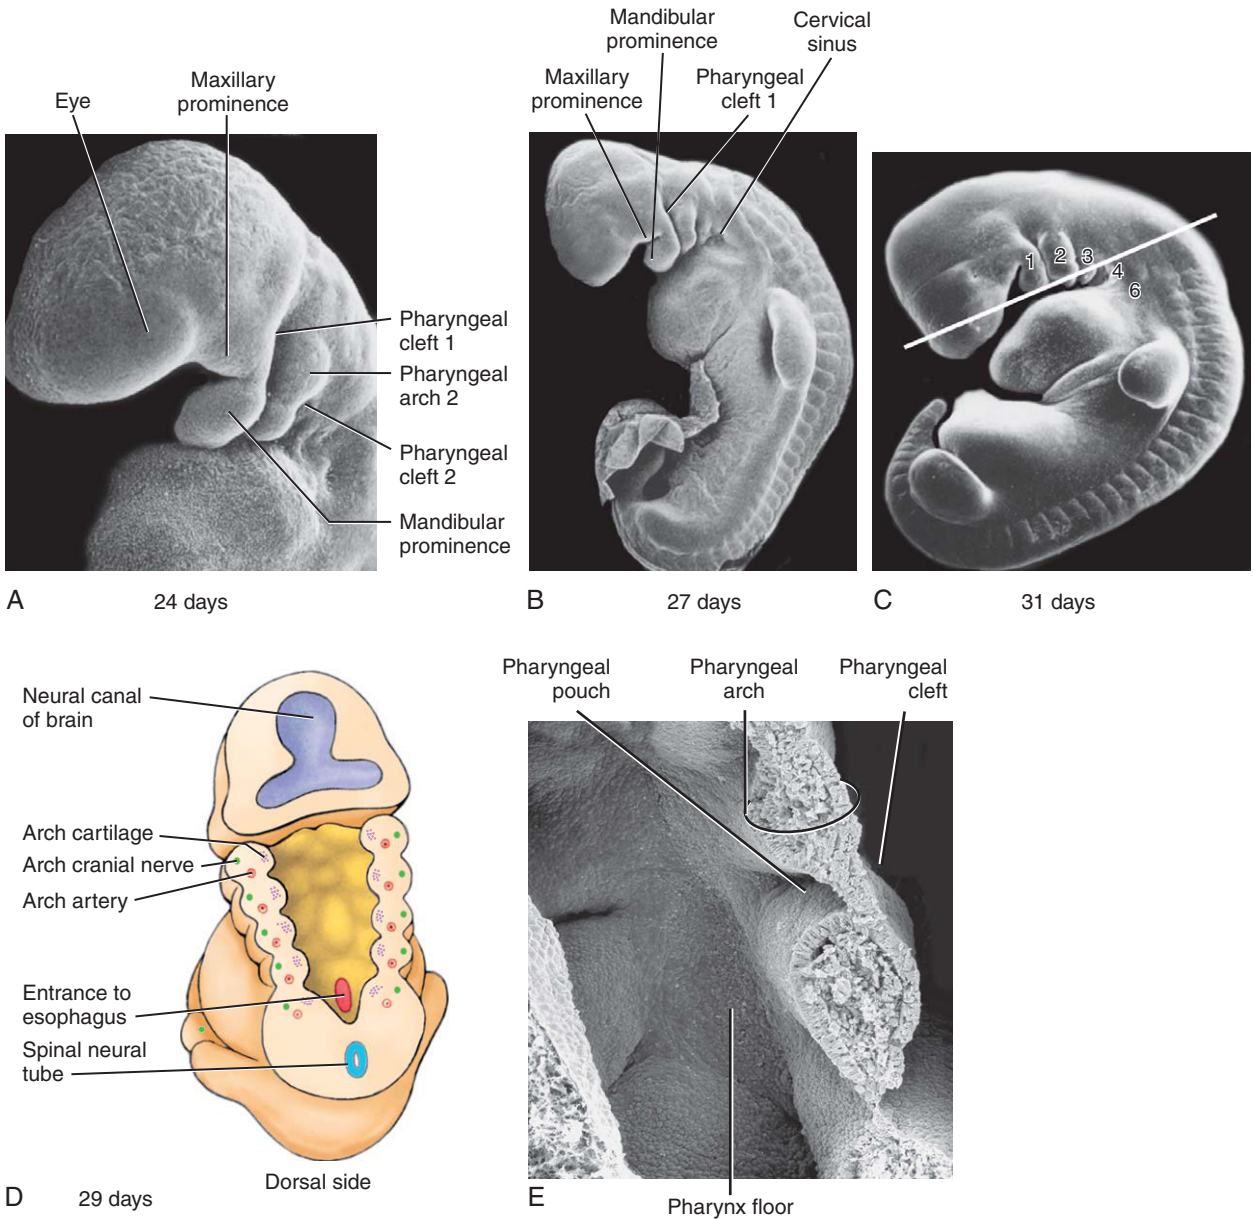 Eye
Maxillary
prominence
Pharyngeal
cleft 1
Pharyngeal
arch 2
Pharyngeal
cleft 2
Mandibular
prominence
A
24 days
Mandibular
prominence
Cervical
sinus
Maxillary
prominence
Pharyngeal
cleft 1
B
27 days
1
2
3
4
6
C
31 days
Neural canal
of brain
Arch cartilage
Arch cranial nerve
Arch artery
Entrance to
esophagus
Spinal neural
tube
Dorsal side
D
29 days
Pharyngeal
pouch
Pharyngeal
arch
Pharyngeal
cleft
E
Pharynx floor